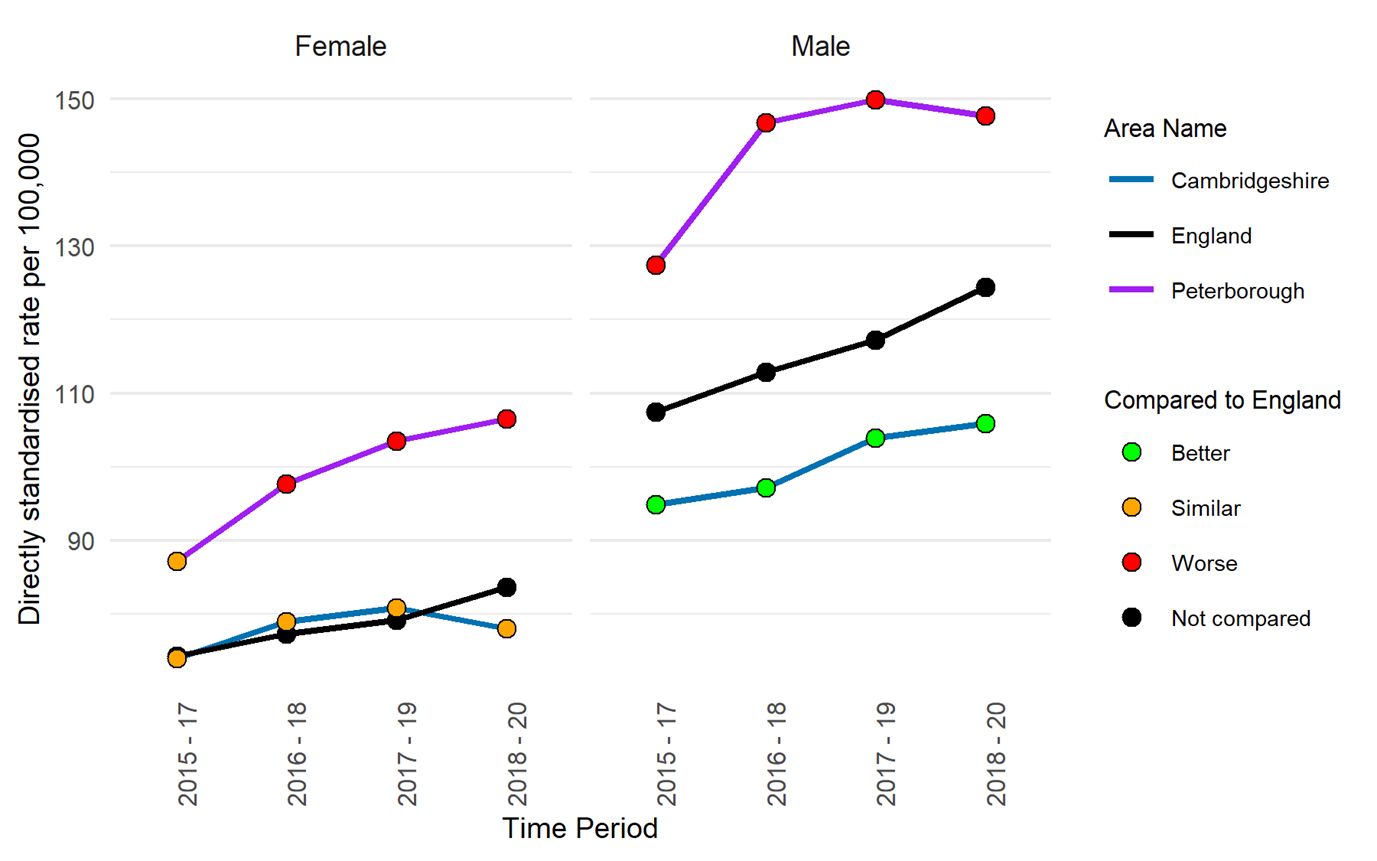 Female
Male
Directly standardised rate per 100,000
150
130
110
90
2015 - 17
2016 - 18
2017 - 19
2018 - 20
2015 - 17
2016 - 18
2017 - 19
2018 - 20
Time Period
Area Name
Cambridgeshire
England
Peterborough
Compared to England
Better
Similar
Worse
Not compared